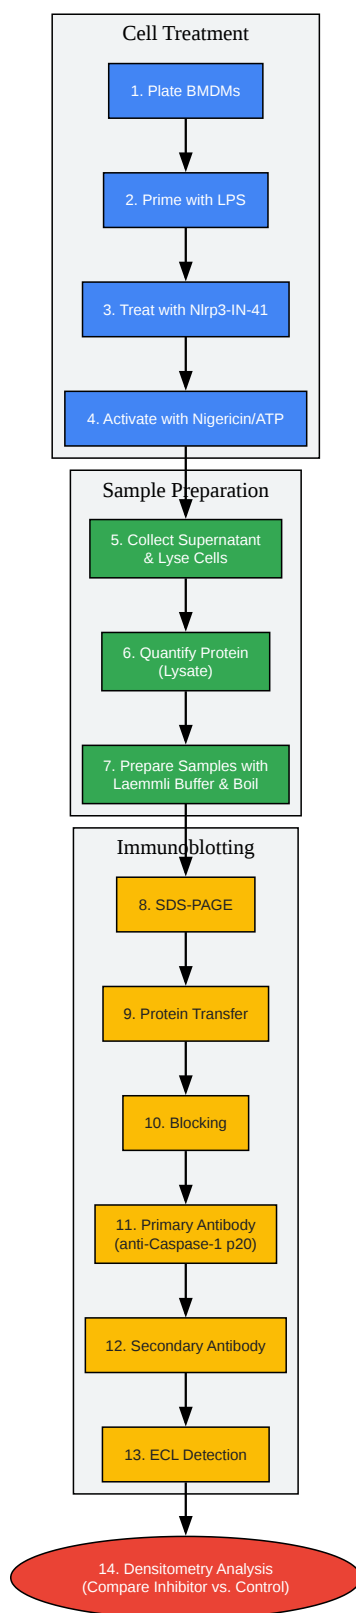 Cell Treatment
1. Plate BMDMs
2. Prime with LPS
3. Treat with Nlrp3-IN-41
4. Activate with Nigericin/ATP
Sample Preparation
5. Collect Supernatant
& Lyse Cells
6. Quantify Protein
(Lysate)
7. Prepare Samples with
Laemmli Buffer & Boil
Immunoblotting
8. SDS-PAGE
9. Protein Transfer
10. Blocking
11. Primary Antibody
(anti-Caspase-1 p20)
12. Secondary Antibody
13. ECL Detection
14. Densitometry Analysis
(Compare Inhibitor vs. Control)